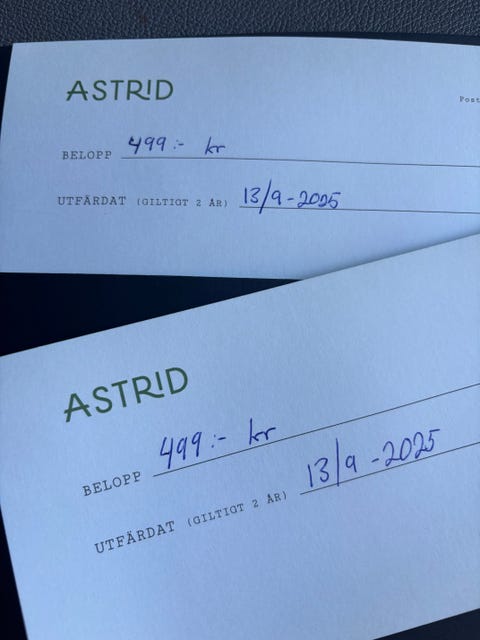 ASTRID
Post
BELOPP 499:- kr
UTFÄRDAT (GILTIGT 2 ÅR) 13/9-2025
ASTRID
BELOPP 499:- kr
UTFÄRDAT (GILTIGT 2 ÅR) 13/9-2025